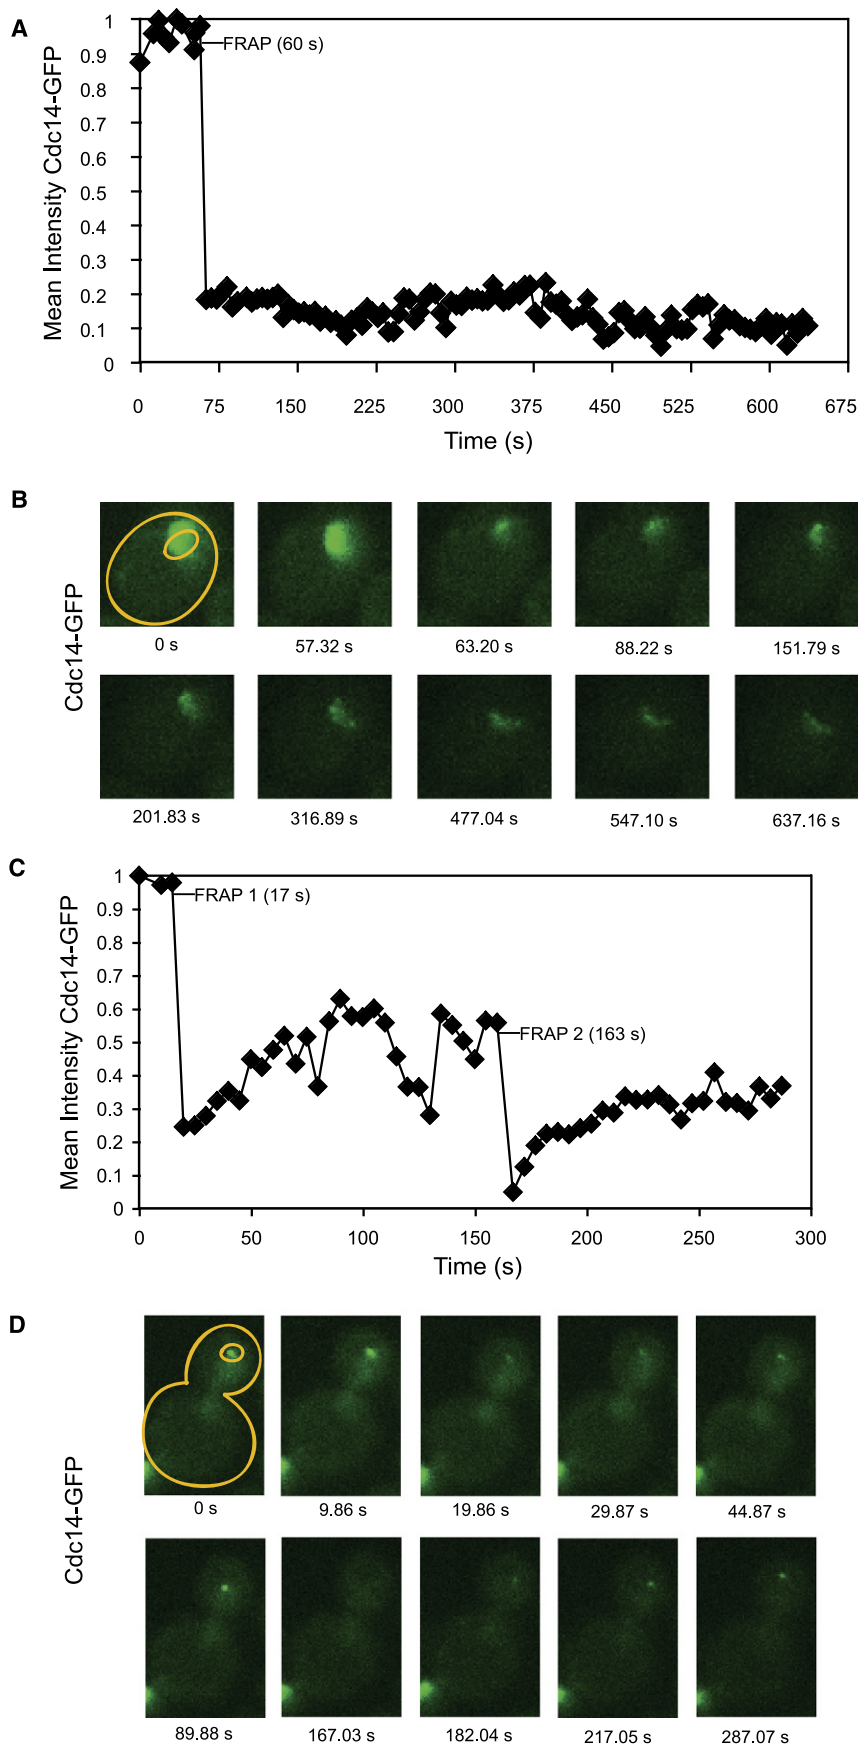 A
Mean Intensity Cdc14-GFP
1
0.9
0.8
0.7
0.6
0.5
0.4
0.3
0.2
0.1
0
FRAP (60 s)
0 75 150 225 300 375 450 525 600 675
Time (s)
B
Cdc14-GFP
0 s 57.32 s 63.20 s 88.22 s 151.79 s
201.83 s 316.89 s 477.04 s 547.10 s 637.16 s
C
Mean Intensity Cdc14-GFP
1
0.9
0.8
0.7
0.6
0.5
0.4
0.3
0.2
0.1
0
FRAP 1 (17 s)
FRAP 2 (163 s)
0 50 100 150 200 250 300
Time (s)
D
Cdc14-GFP
0 s 9.86 s 19.86 s 29.87 s 44.87 s
89.88 s 167.03 s 182.04 s 217.05 s 287.07 s